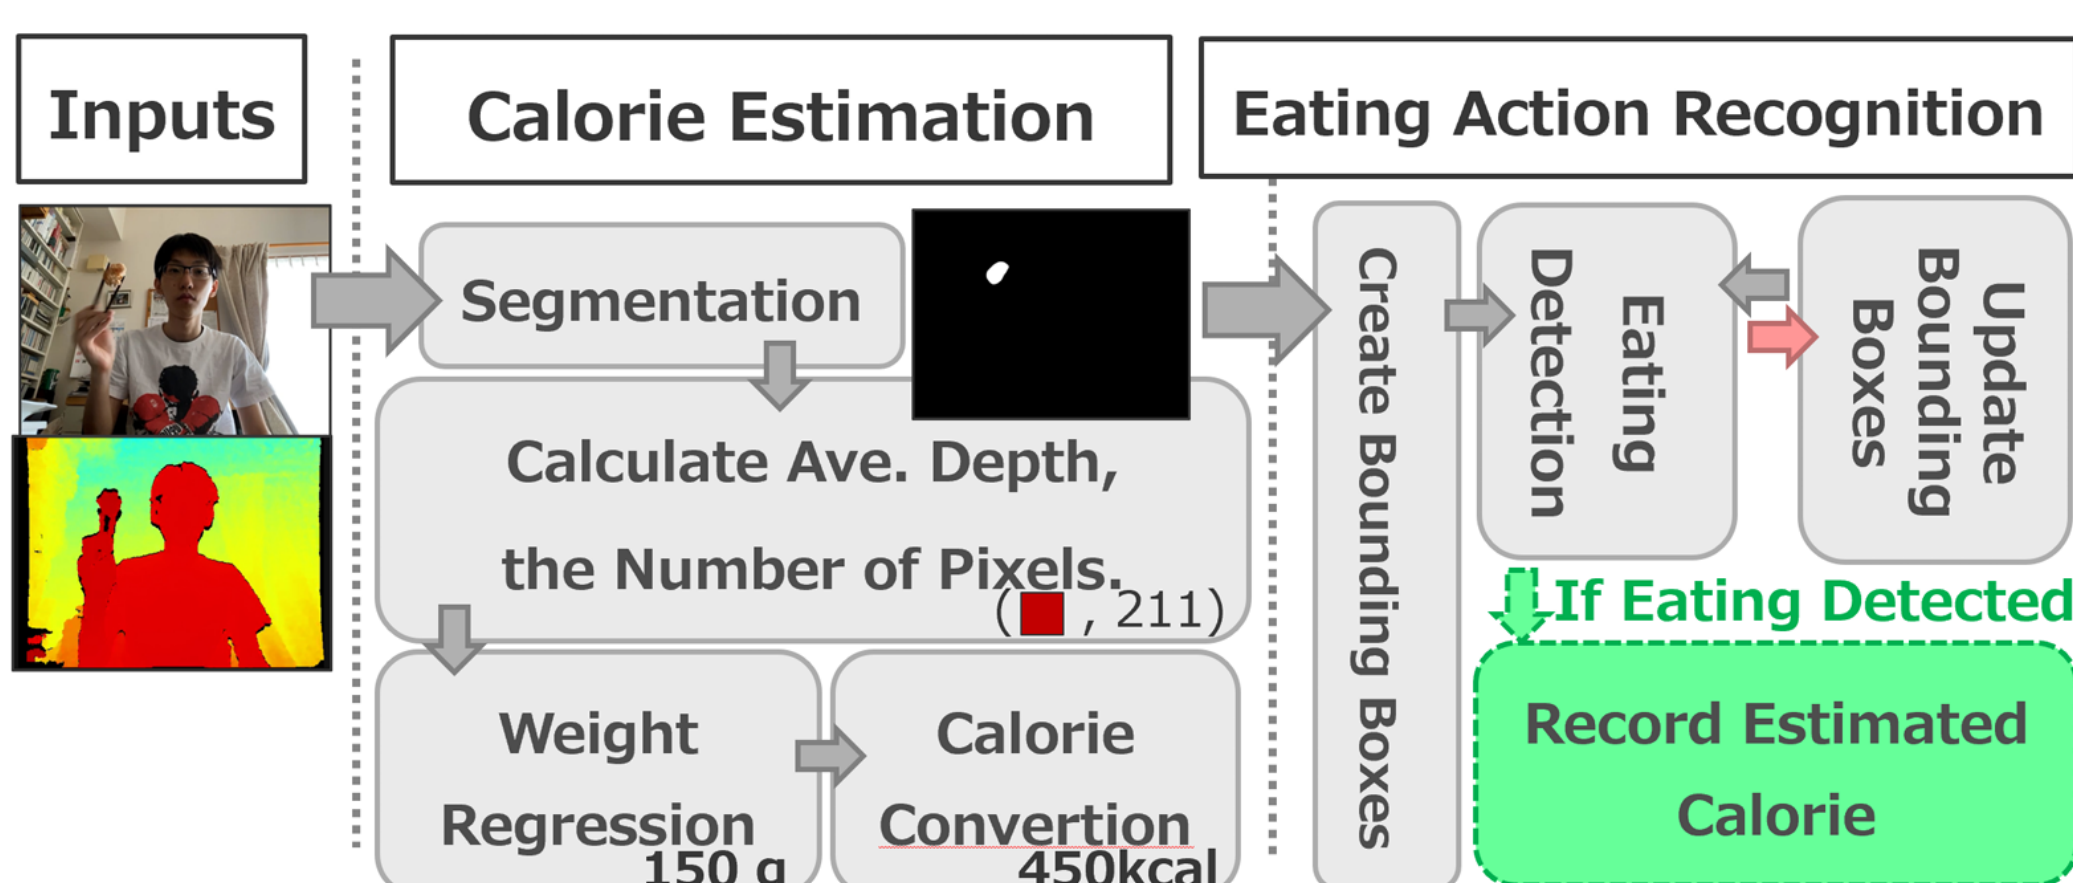 Inputs
Calorie Estimation
Eating Action Recognition
Segmentation
Calculate Ave. Depth,
the Number of Pixels.
( , 211)
Weight
Regression
150 g
Calorie
Convertion
450kcal
Create Bounding Boxes
Eating
Detection
Update
Bounding
Boxes
If Eating Detected
Record Estimated
Calorie